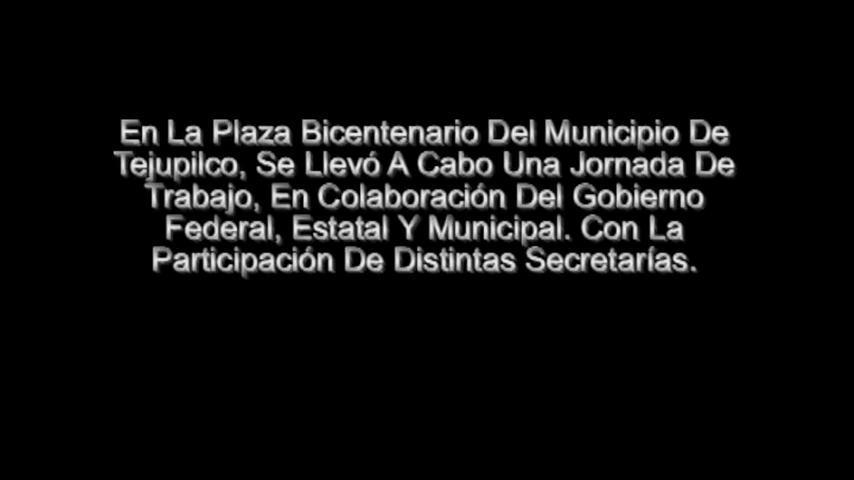 En La Plaza Bicentenario Del Municipio De
Tejupilco, Se Llevó A Cabo Una Jornada De
Trabajo, En Colaboración Del Gobierno
Federal, Estatal Y Municipal. Con La
Participación De Distintas Secretarías.